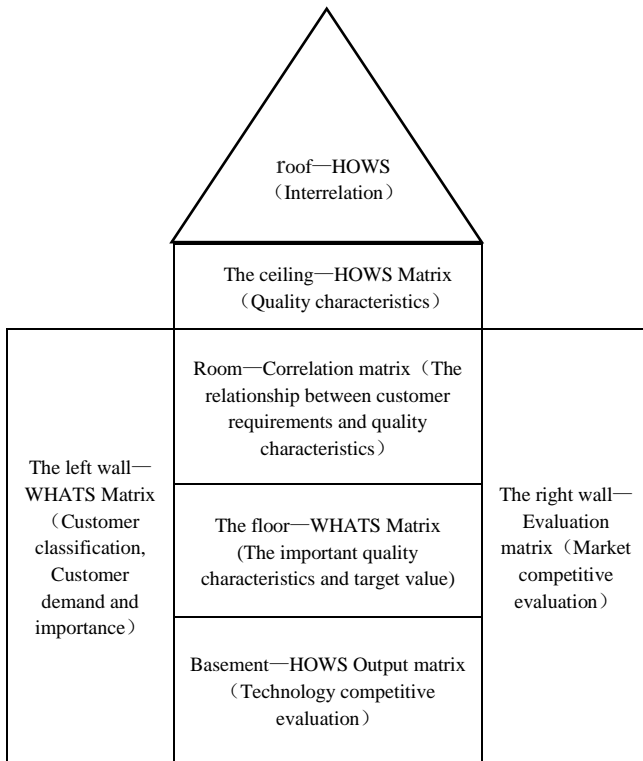 roof—HOWS
（Interrelation）
The ceiling—HOWS Matrix
（Quality characteristics）
Room—Correlation matrix（The
relationship between customer
requirements and quality
characteristics）
The left wall—
WHATS Matrix
（Customer
classification,
Customer
demand and
importance）
The floor—WHATS Matrix
(The important quality
characteristics and target value)
The right wall—
Evaluation
matrix（Market
competitive
evaluation）
Basement—HOWS Output matrix
（Technology competitive
evaluation）